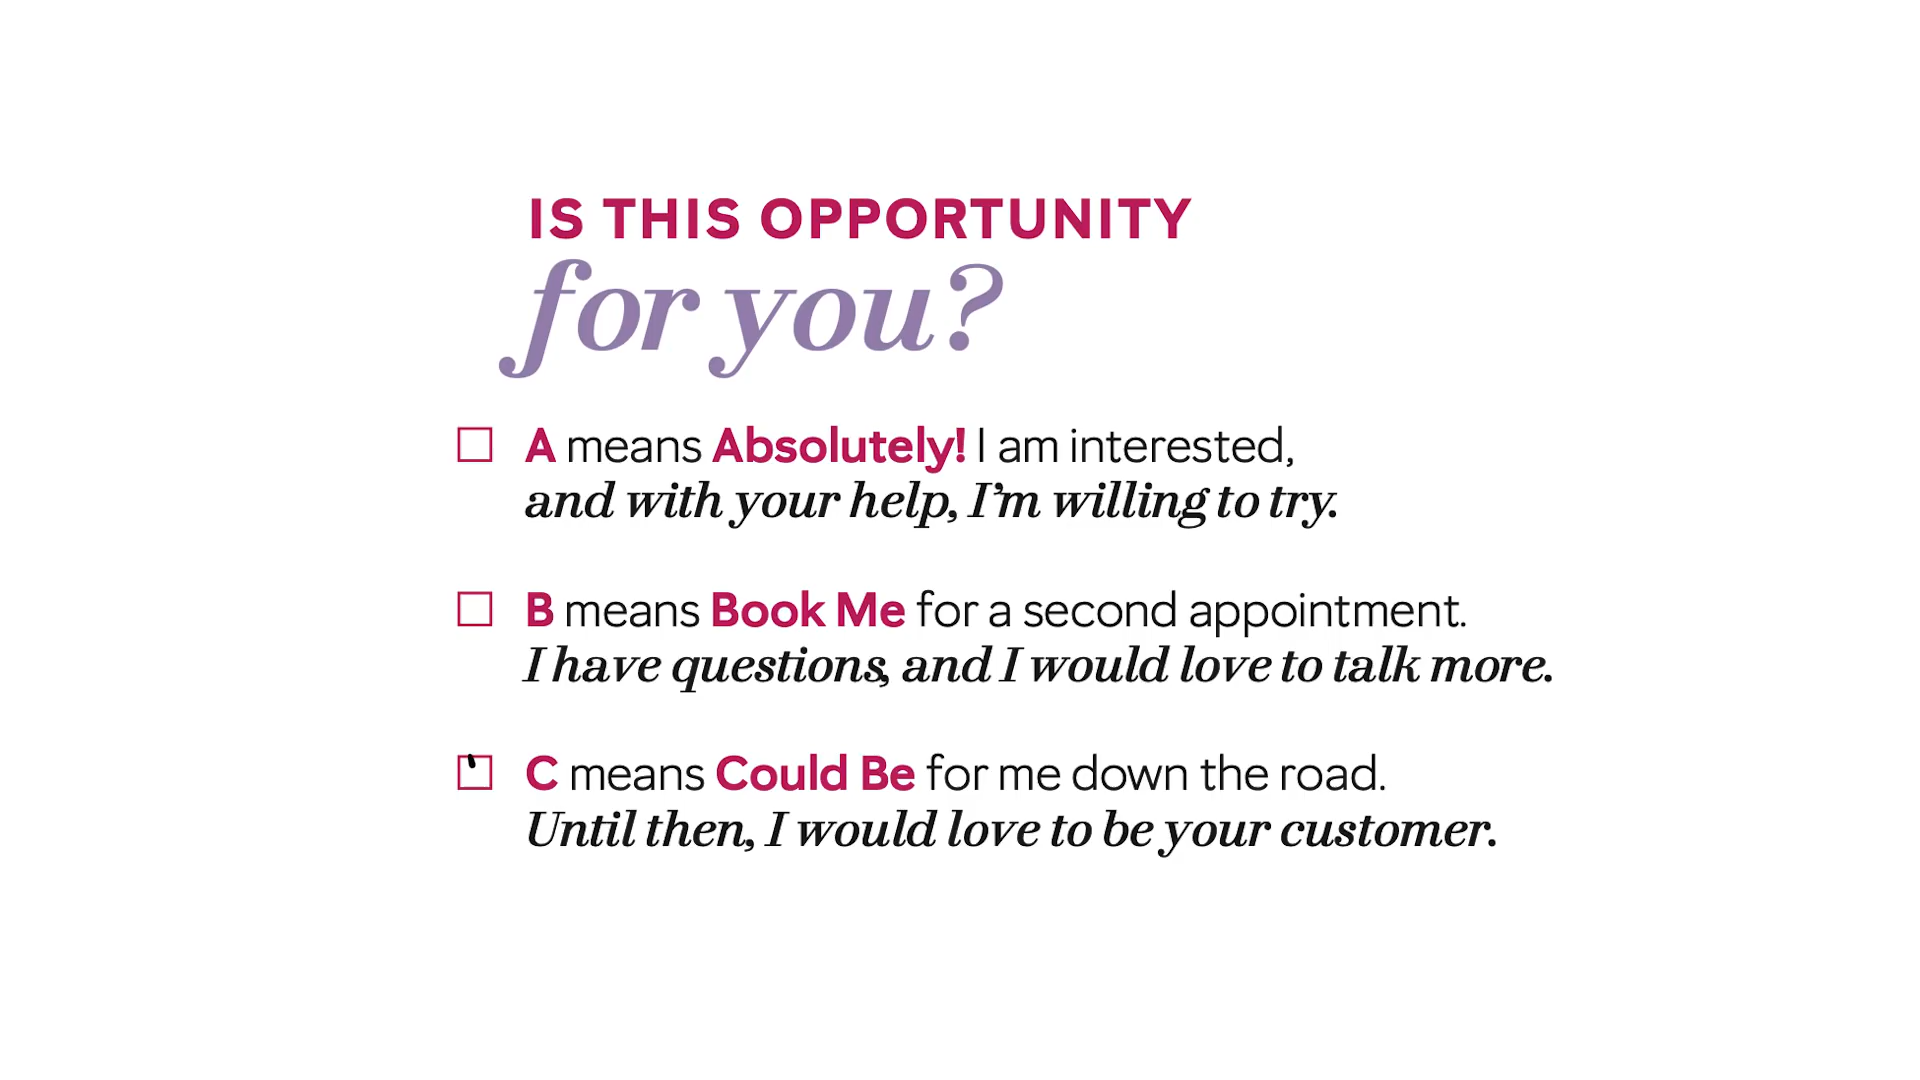 IS THIS OPPORTUNITY
for you?
A means Absolutely! I am interested,
and with your help, I’m willing to try.
B means Book Me for a second appointment.
I have questions, and I would love to talk more.
C means Could Be for me down the road.
Until then, I would love to be your customer.